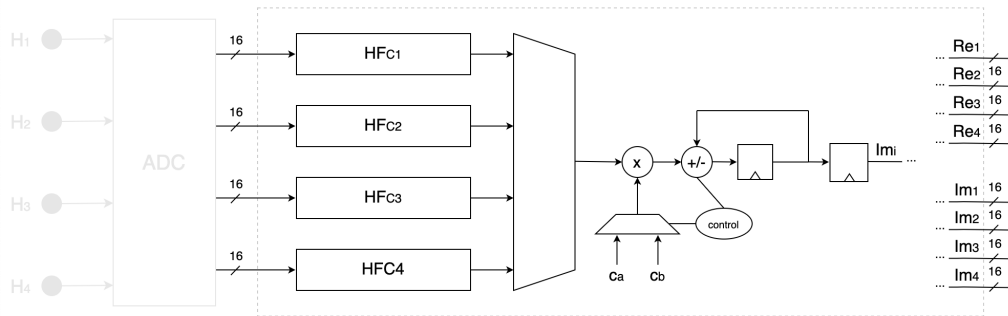 H1
H2
H3
H4
ADC
16
16
16
16
HFC1
HFC2
HFC3
HFC4
x
+/-
control
Ca
Cb
Imi
...
... Re1 16
... Re2 16
... Re3 16
... Re4 16
... Im1 16
... Im2 16
... Im3 16
... Im4 16